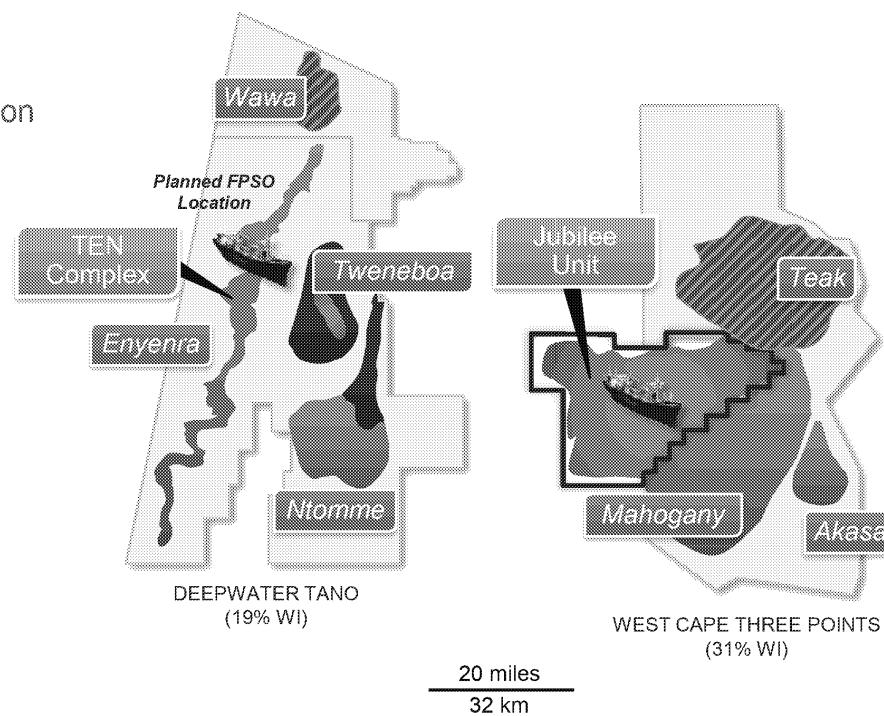 on
Wawa
Planned FPSO
Location
TEN
Complex
Tweneboa
Enyenra
Ntomme
DEEPWATER TANO
(19% WI)
Jubilee
Unit
Teak
Mahogany
Akasa
WEST CAPE THREE POINTS
(31% WI)
20 miles
32 km